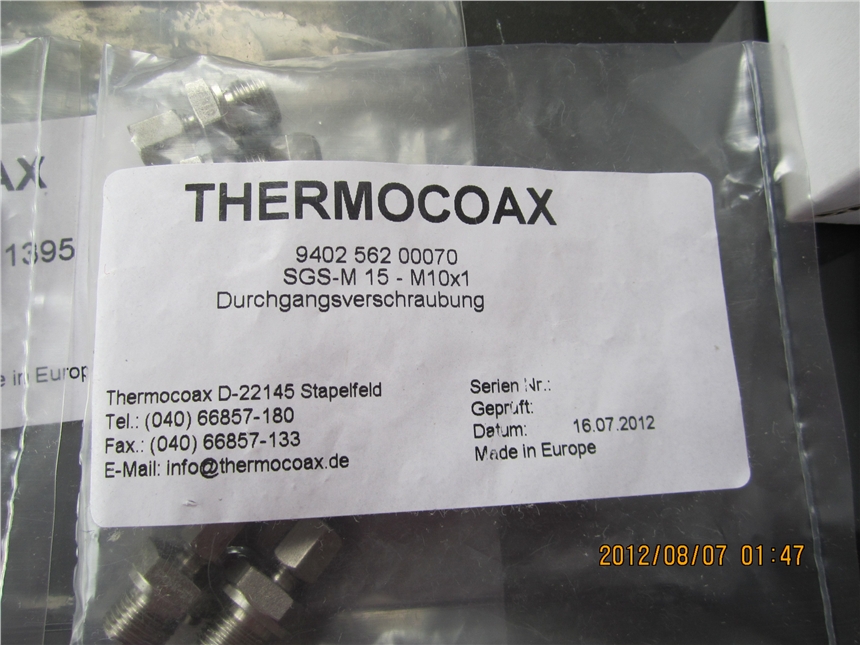 THERMOCOAX
9402 562 00070
SGS-M 15 - M10x1
Durchgangsverschraubung
Thermocoax D-22145 Stapelfeld
Tel.: (040) 66857-180
Fax.: (040) 66857-133
E-Mail: info@thermocoax.de
Serien Nr.:
Geprüft:
Datum: 16.07.2012
Made in Europe
AX
1395
e in Europ
2012/08/07 01:47